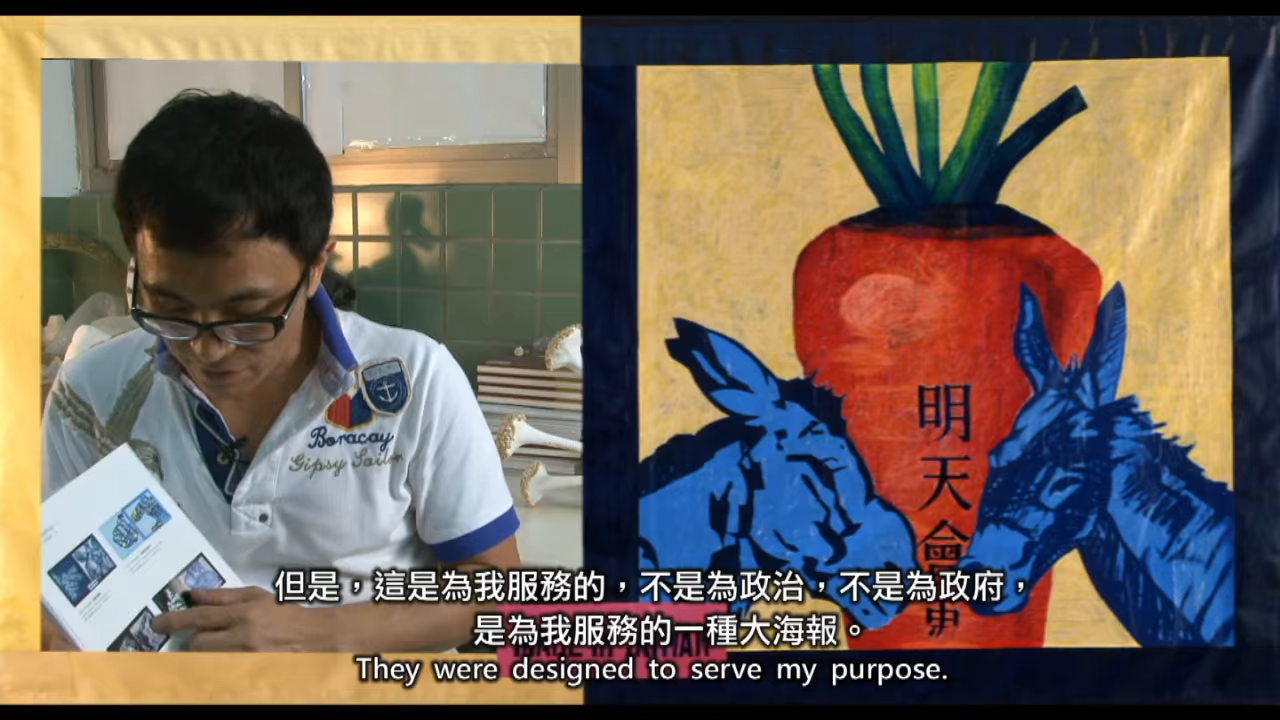 Boracay
Gipsy Sailor
明
天
會
更
但是，這是為我服務的，不是為政治，不是為政府，
是為我服務的一種大海報。
They were designed to serve my purpose.